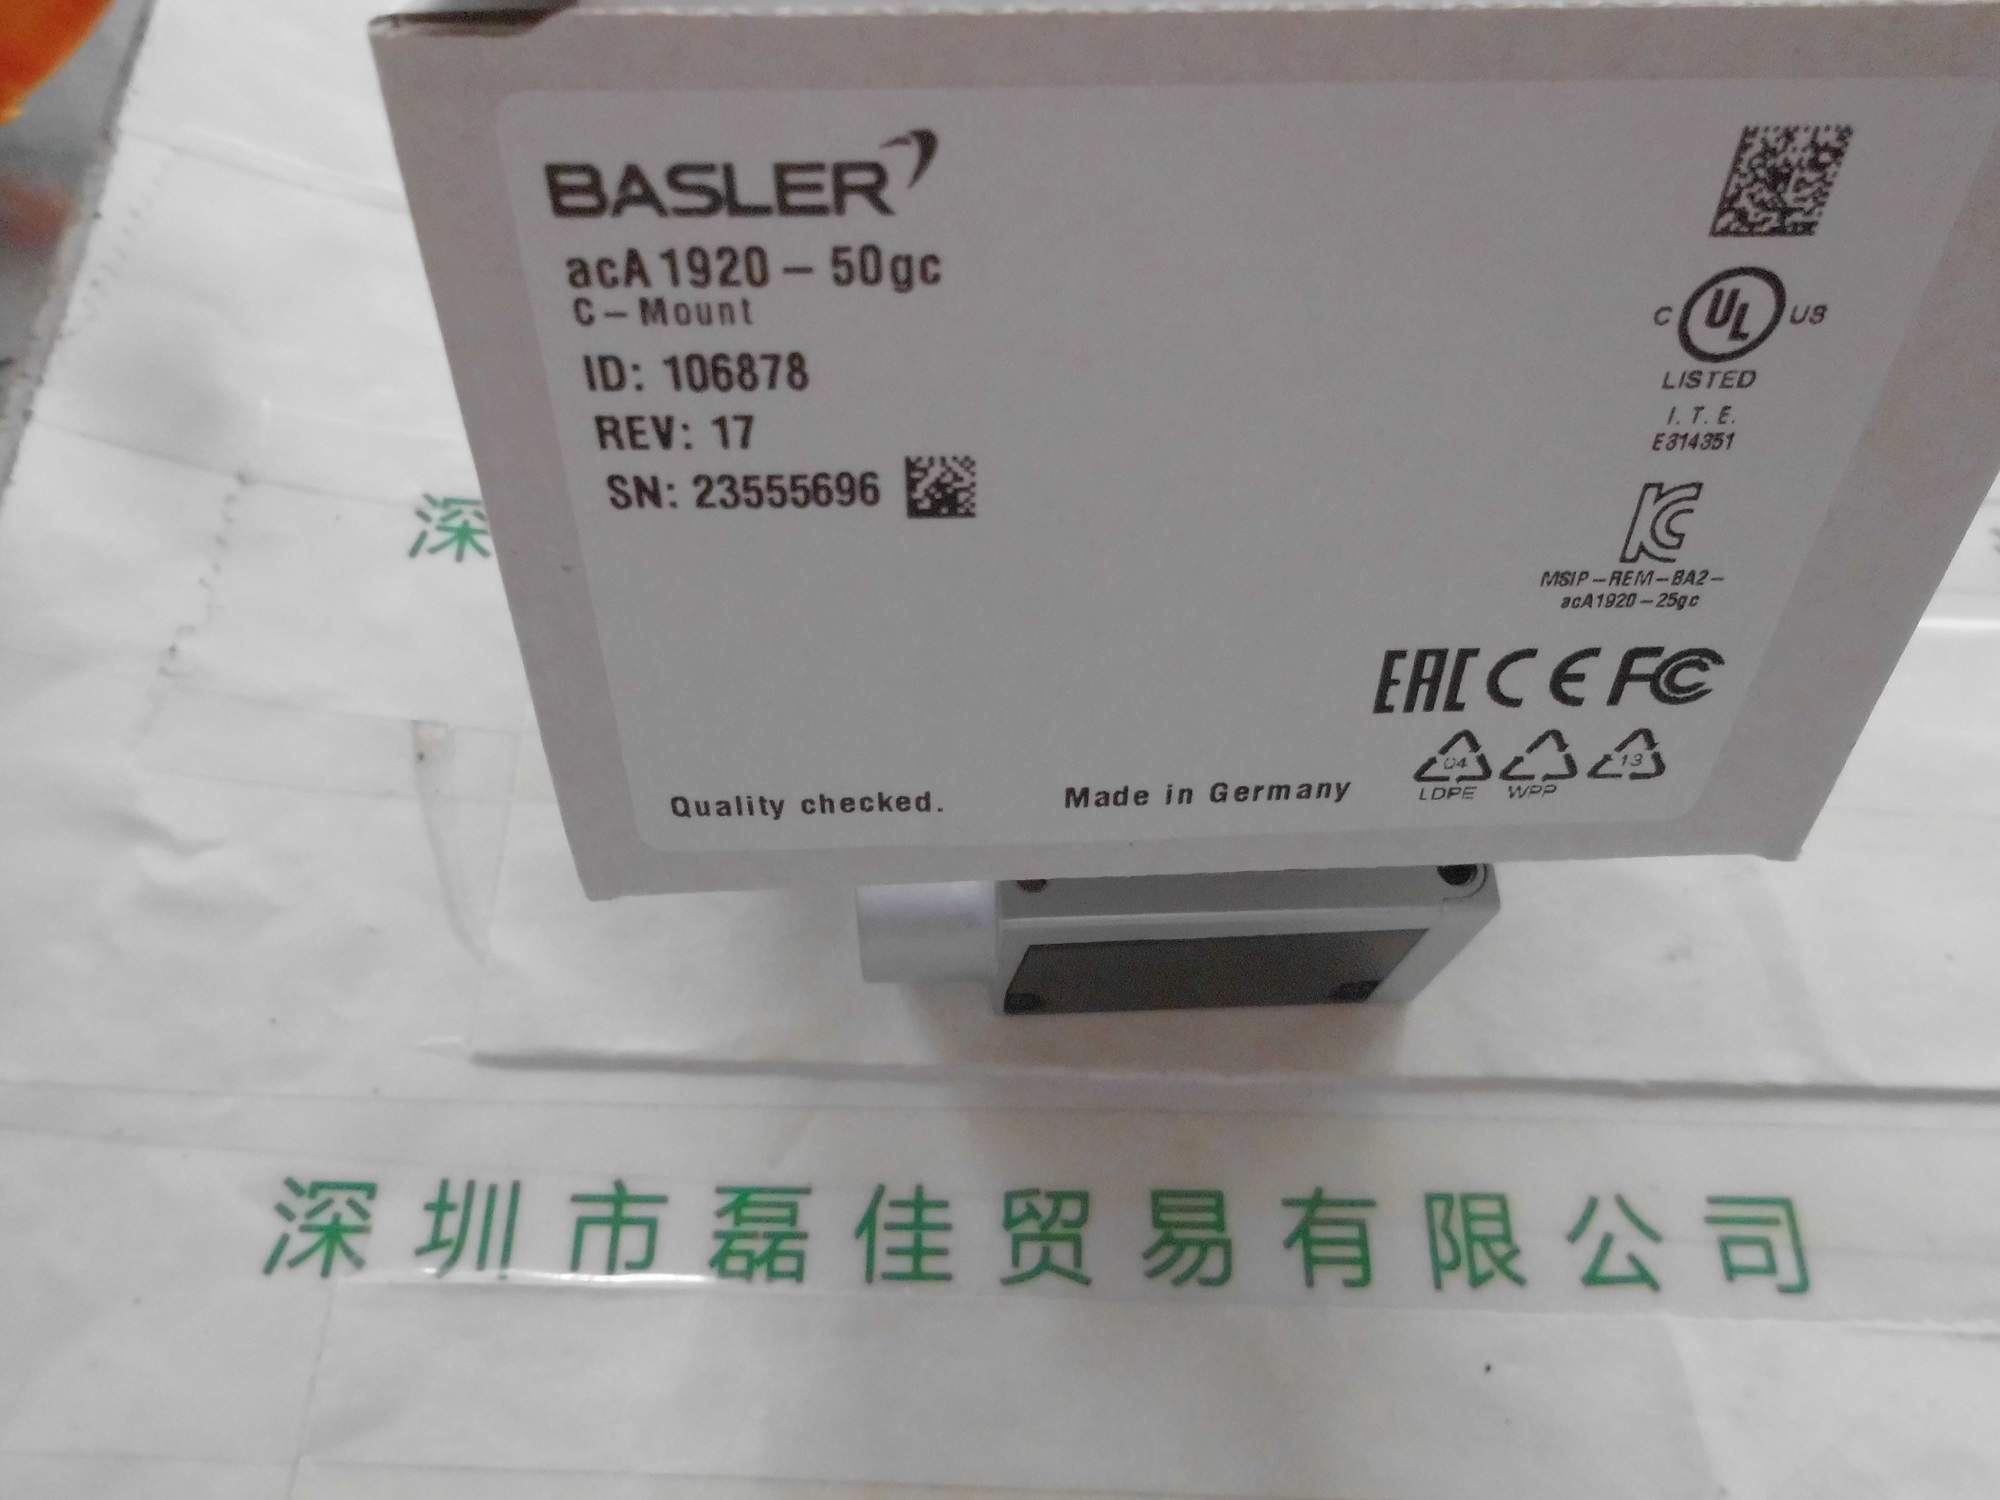 BASLER
acA1920-50gc
C-Mount
ID: 106878
REV: 17
SN: 23555696
C UL US
LISTED
I. T. E.
E314351
KC
MSIP-REM-BA2-
acA1920-25gc
EAC CE FC
04
13
LDPE
WPP
Quality checked.
Made in Germany
深
深圳市磊佳贸易有限公司